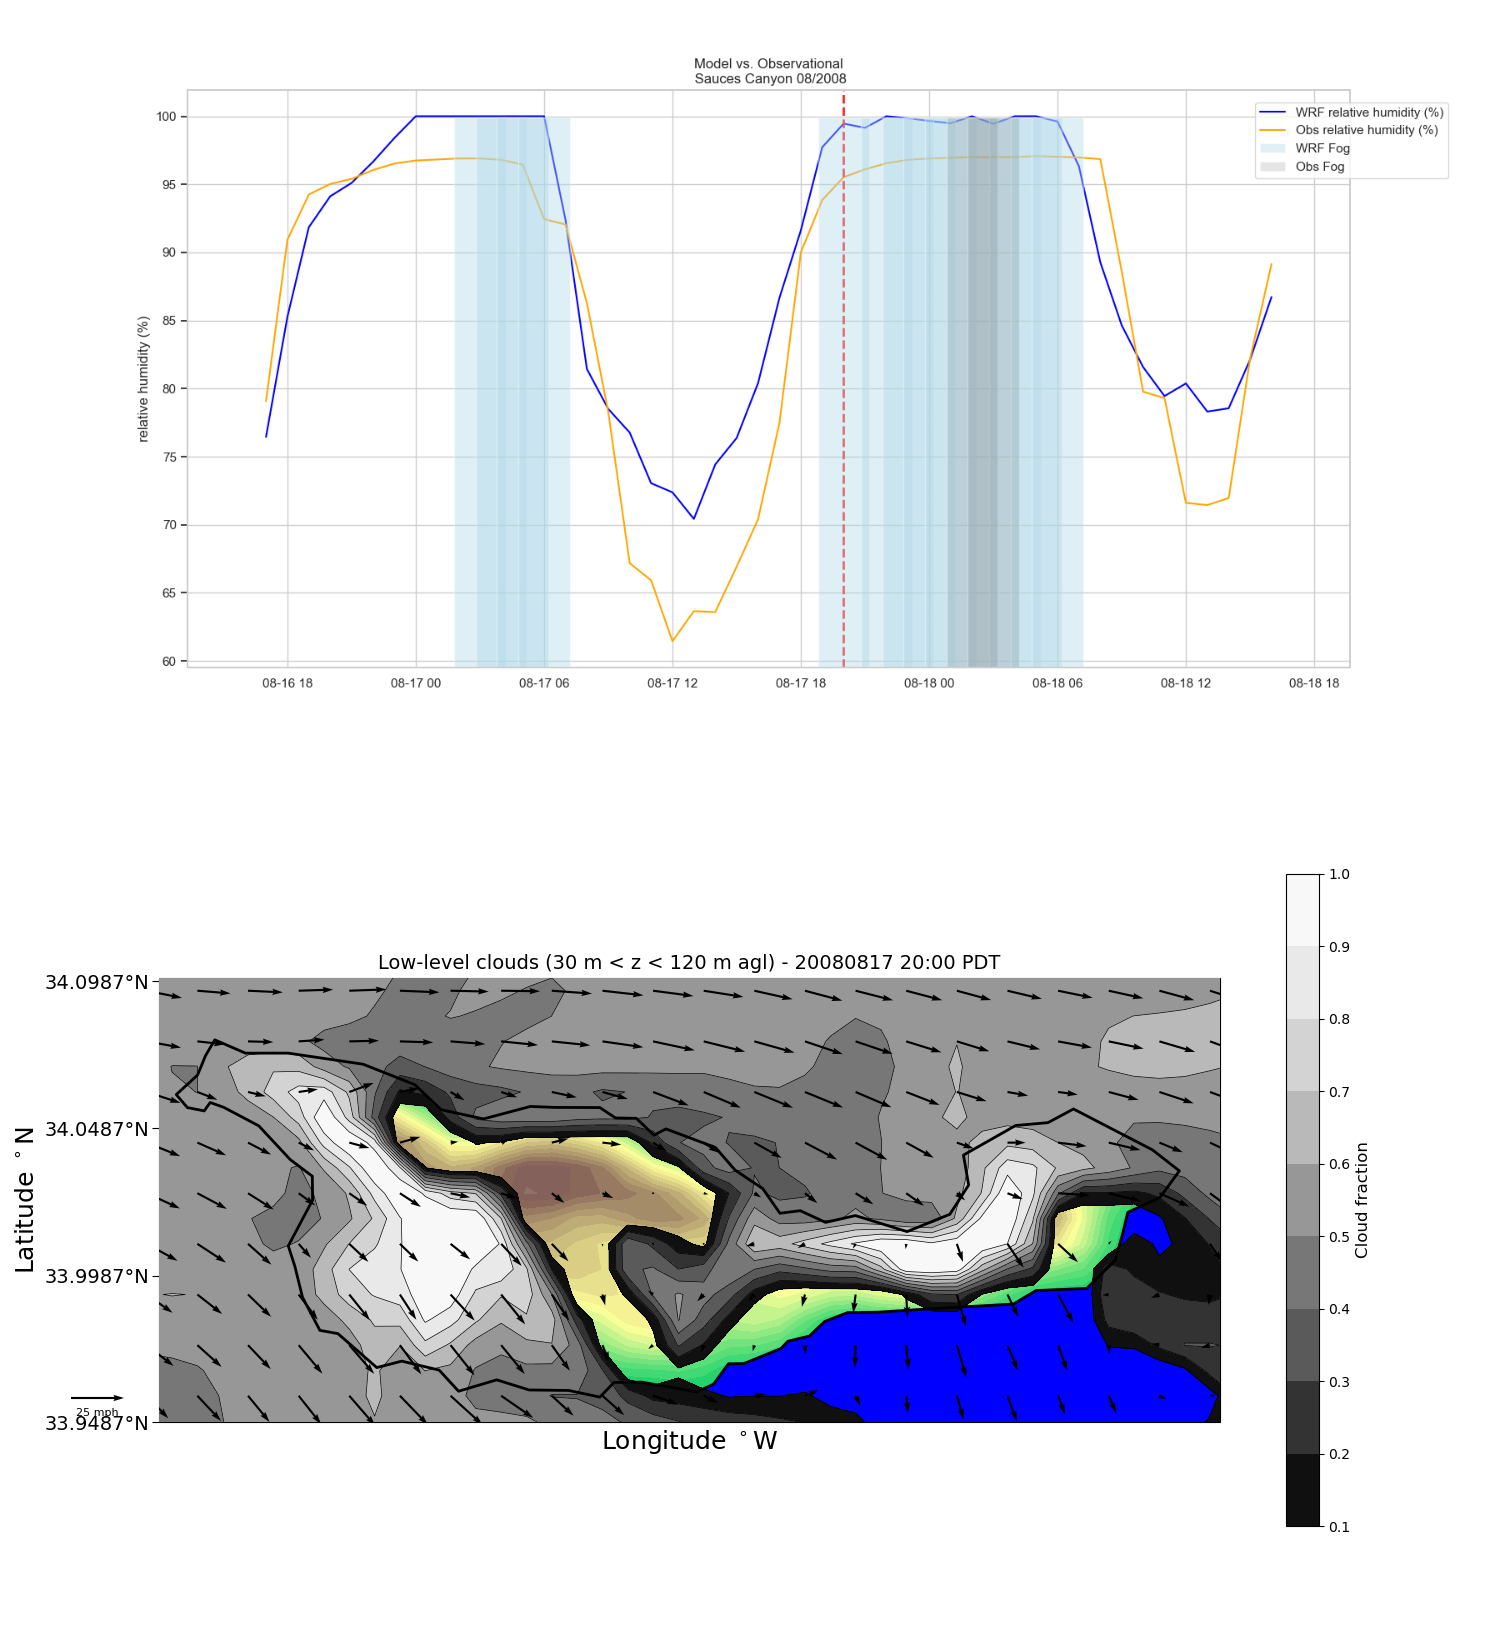 Model vs. Observational
Sauces Canyon 08/2008
WRF relative humidity (%)
Obs relative humidity (%)
WRF Fog
Obs Fog
relative humidity (%)
100
95
90
85
80
75
70
65
60
08-16 18
08-17 00
08-17 06
08-17 12
08-17 18
08-18 00
08-18 06
08-18 12
08-18 18
Low-level clouds (30 m < z < 120 m agl) - 20080817 20:00 PDT
34.0987°N
34.0487°N
33.9987°N
33.9487°N
Latitude °N
25 mph
Longitude °W
1.0
0.9
0.8
0.7
0.6
0.5
0.4
0.3
0.2
0.1
Cloud fraction